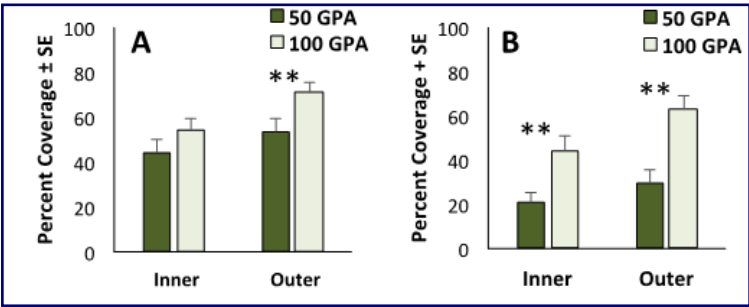 A
Percent Coverage ± SE
100
80
60
40
20
0
50 GPA
100 GPA
**
Inner Outer
B
Percent Coverage + SE
100
80
60
40
20
0
50 GPA
100 GPA
**
**
Inner Outer